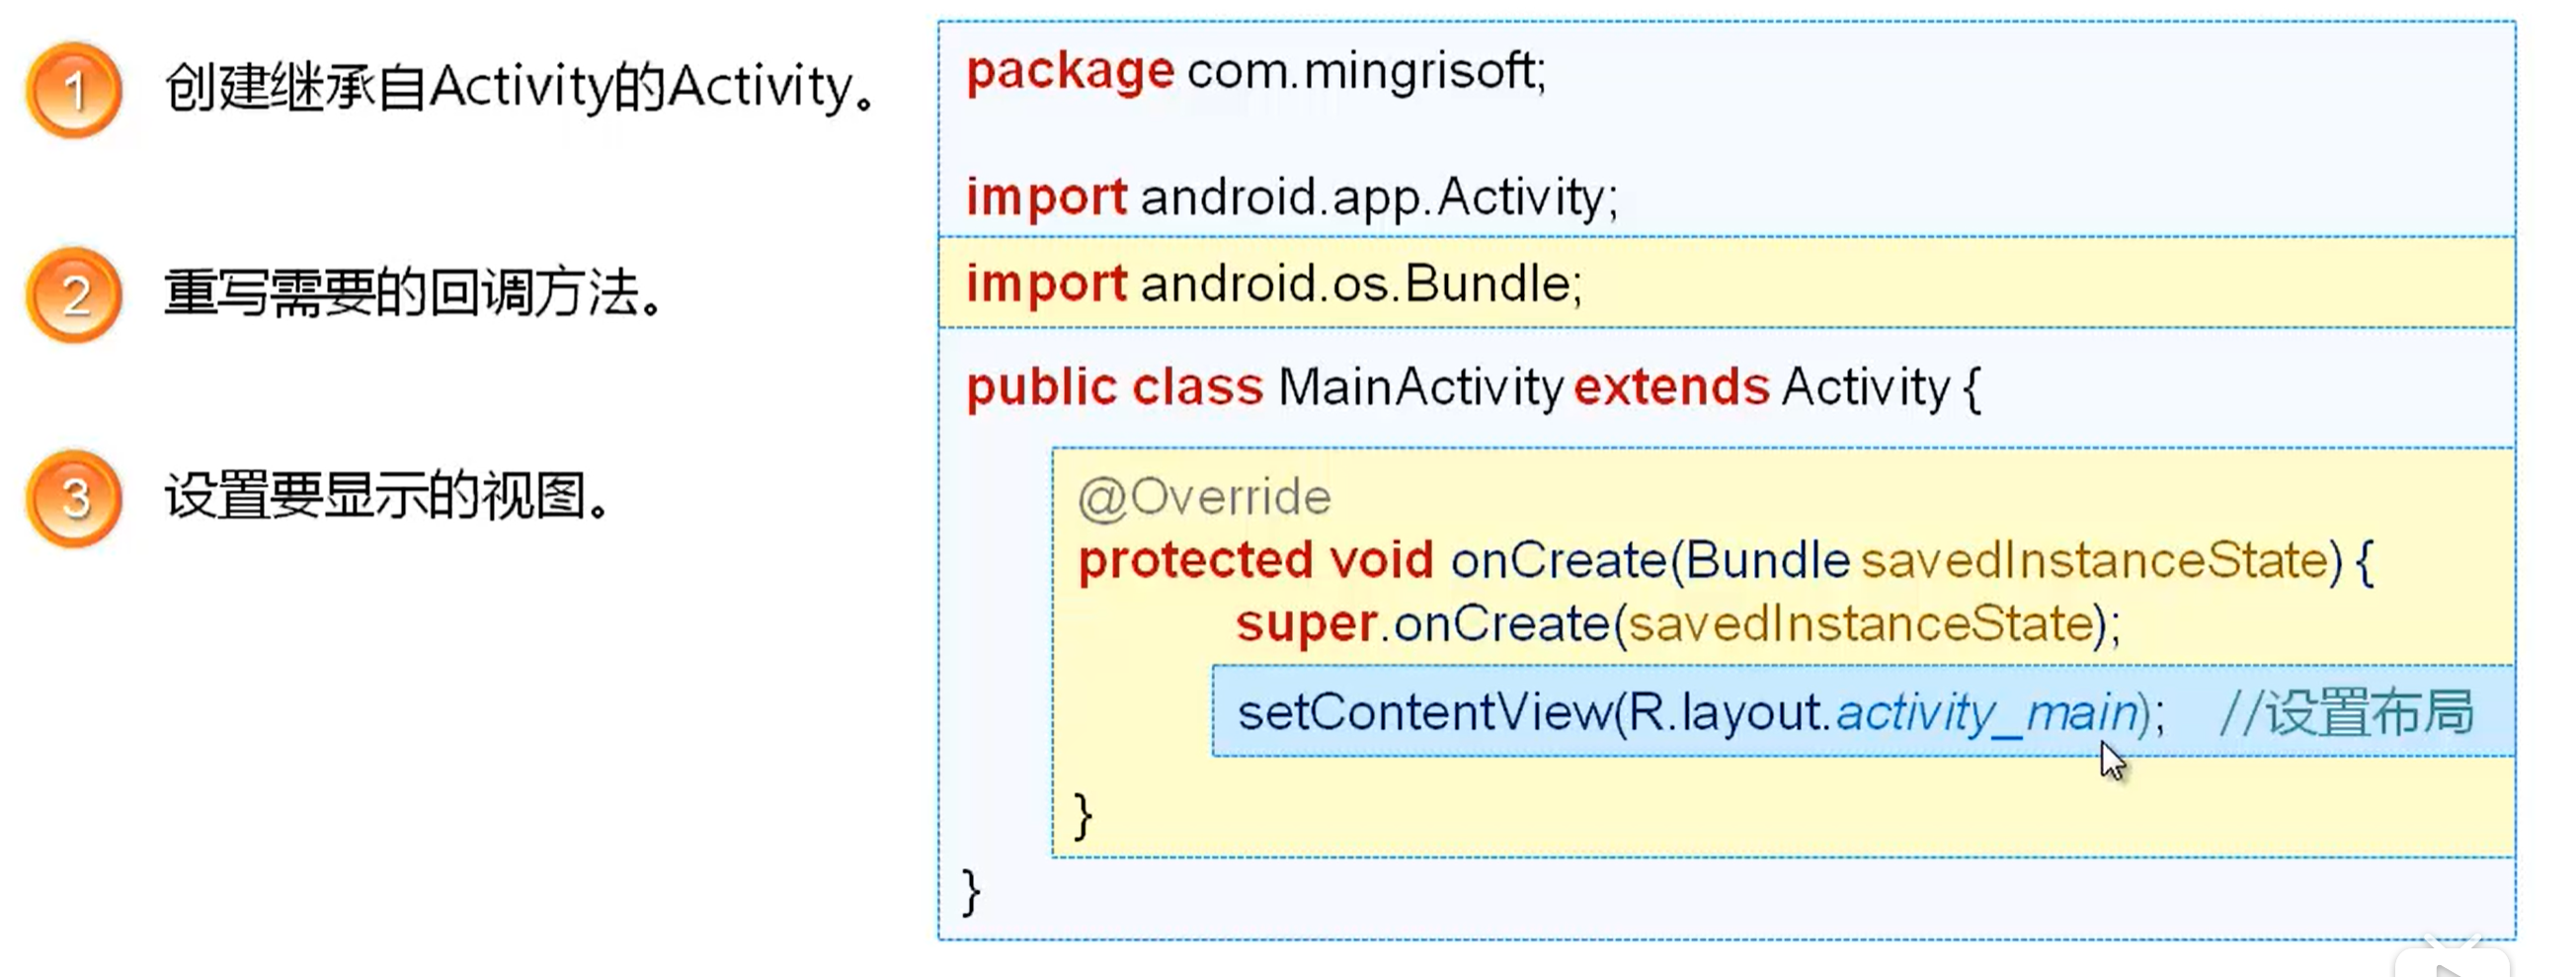 1 创建继承自Activity的Activity。
2 重写需要的回调方法。
3 设置要显示的视图。
package com.mingrisoft;
import android.app.Activity;
import android.os.Bundle;
public class MainActivity extends Activity {
@Override
protected void onCreate(Bundle savedInstanceState) {
super.onCreate(savedInstanceState);
setContentView(R.layout.activity_main); //设置布局
}
}